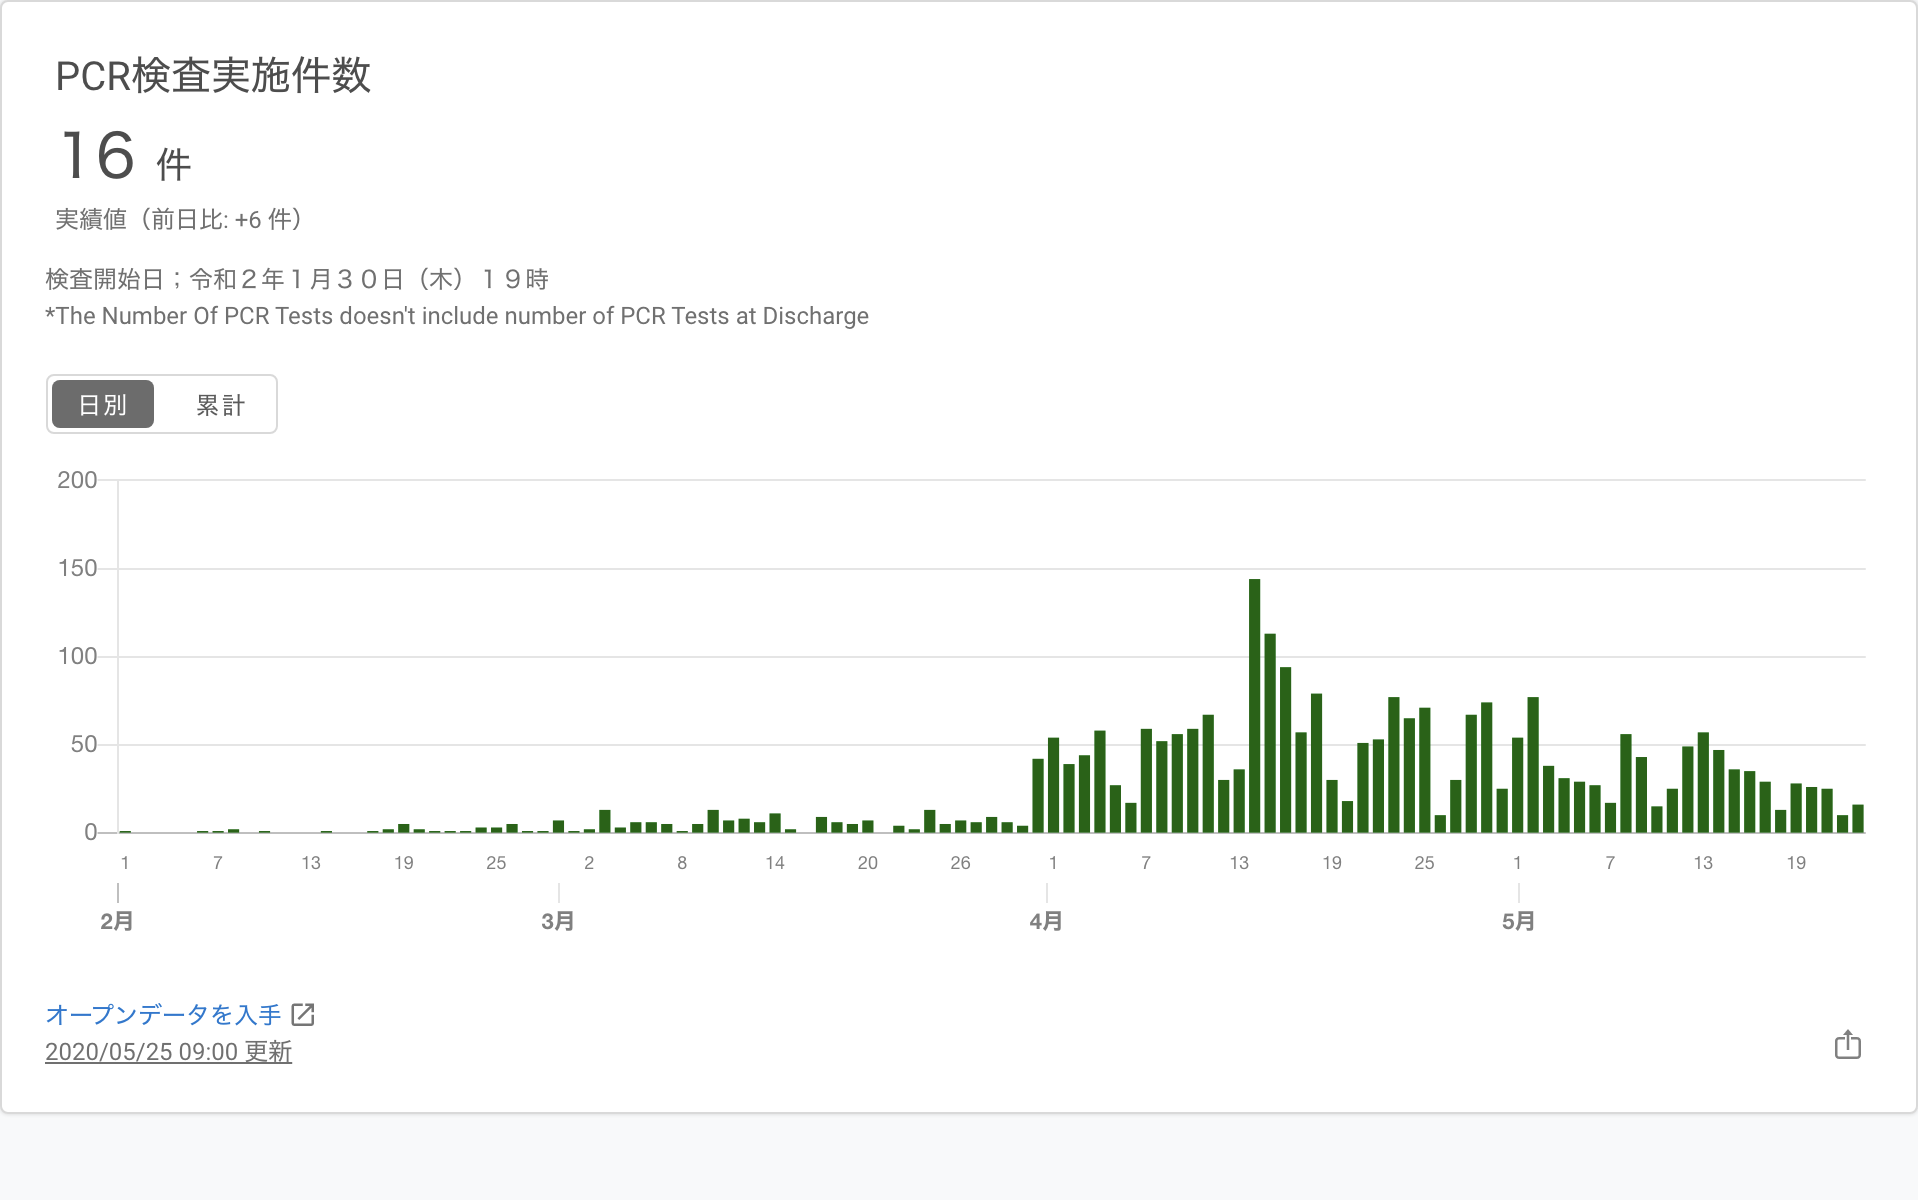 PCR検査実施件数
16 件
実績値（前日比: +6 件）
検査開始日；令和２年１月３０日（木）１９時
*The Number Of PCR Tests doesn't include number of PCR Tests at Discharge
日別 累計
200
150
100
50
0
1 7 13 19 25 2 8 14 20 26 1 7 13 19 25 1 7 13 19
2月 3月 4月 5月
オープンデータを入手
2020/05/25 09:00 更新